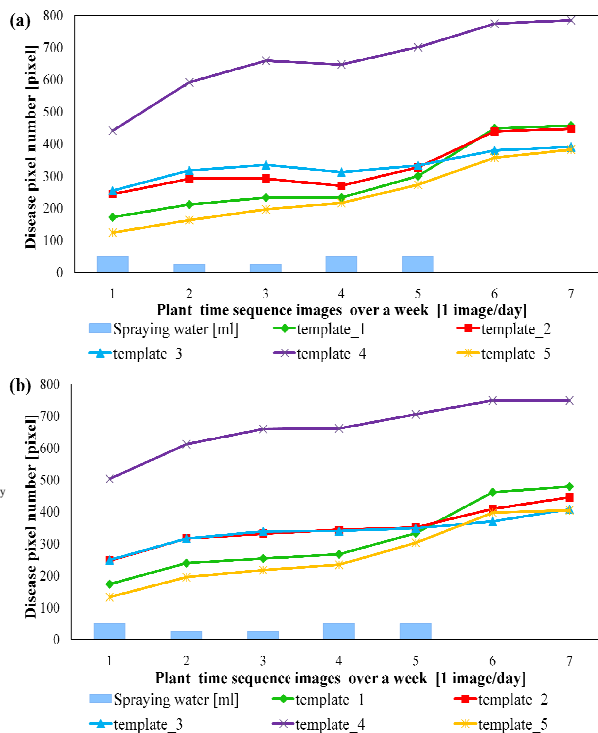 (a)
Disease pixel number [pixel]
800
700
600
500
400
300
200
100
0
1 2 3 4 5 6 7
Plant time sequence images over a week [1 image/day]
Spraying water [ml] template_1 template_2
template_3 template_4 template_5
(b)
Disease pixel number [pixel]
800
700
600
500
400
300
200
100
0
y
1 2 3 4 5 6 7
Plant time sequence images over a week [1 image/day]
Spraying water [ml] template_1 template_2
template_3 template_4 template_5